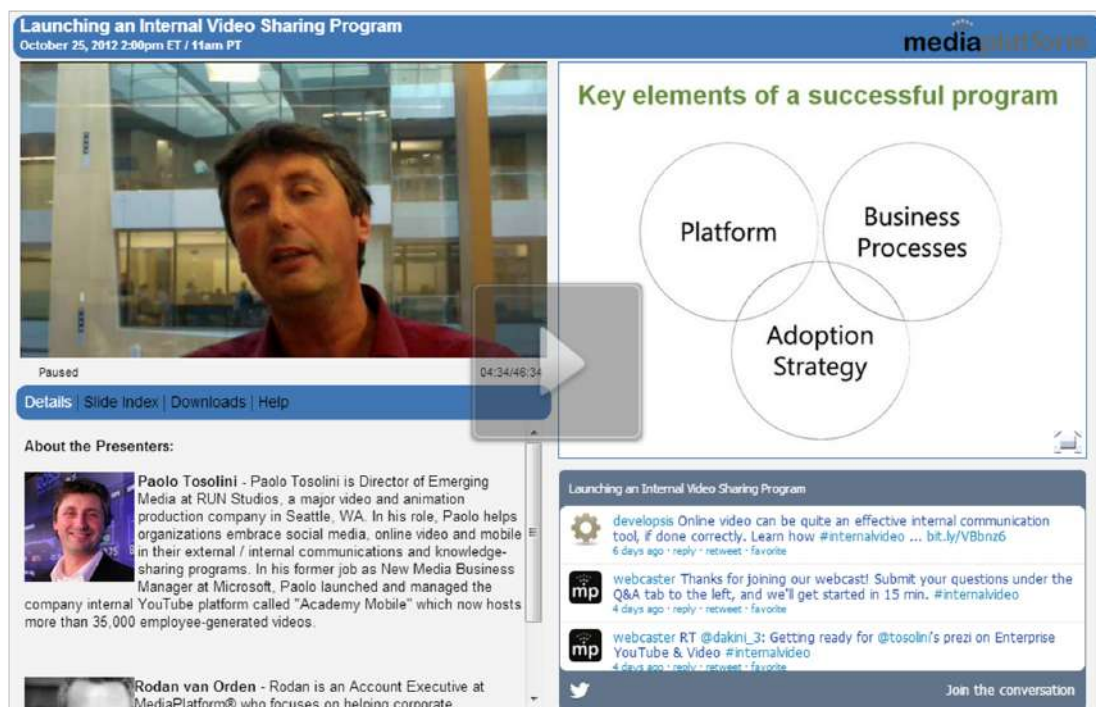 Launching an Internal Video Sharing Program
October 25, 2012 2:00pm ET / 11am PT
mediaplatform
Key elements of a successful program
Platform
Business
Processes
Adoption
Strategy
Paused
04:34/46:34
Details | Slide Index | Downloads | Help
About the Presenters:
Paolo Tosolini - Paolo Tosolini is Director of Emerging
Media at RUN Studios, a major video and animation
production company in Seattle, WA. In his role, Paolo helps
organizations embrace social media, online video and mobile
in their external / internal communications and knowledge-
sharing programs. In his former job as New Media Business
Manager at Microsoft, Paolo launched and managed the
company internal YouTube platform called "Academy Mobile" which now hosts
more than 35,000 employee-generated videos.
Rodan van Orden - Rodan is an Account Executive at
MediaPlatform® who focuses on helping corporate
Launching an Internal Video Sharing Program
developsis Online video can be quite an effective internal communication
tool, if done correctly. Learn how #internalvideo ... bit.ly/VBbnz6
6 days ago · reply · retweet · favorite
mp
webcaster Thanks for joining our webcast! Submit your questions under the
Q&A tab to the left, and we'll get started in 15 min. #internalvideo
4 days ago · reply · retweet · favorite
mp
webcaster RT @dakini_3: Getting ready for @tosolini's prezi on Enterprise
YouTube & Video #internalvideo
4 days ago · reply · retweet · favorite
Join the conversation